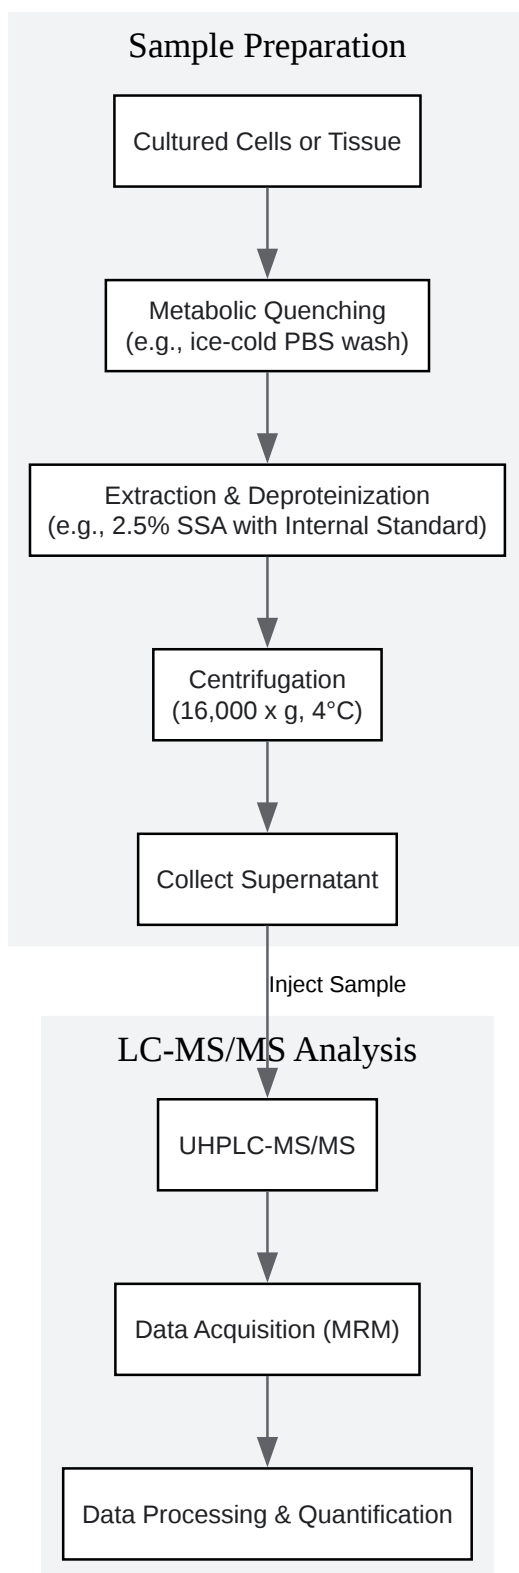 Sample Preparation
Cultured Cells or Tissue
Metabolic Quenching
(e.g., ice-cold PBS wash)
Extraction & Deproteinization
(e.g., 2.5% SSA with Internal Standard)
Centrifugation
(16,000 x g, 4°C)
Collect Supernatant
Inject Sample
LC-MS/MS Analysis
UHPLC-MS/MS
Data Acquisition (MRM)
Data Processing & Quantification